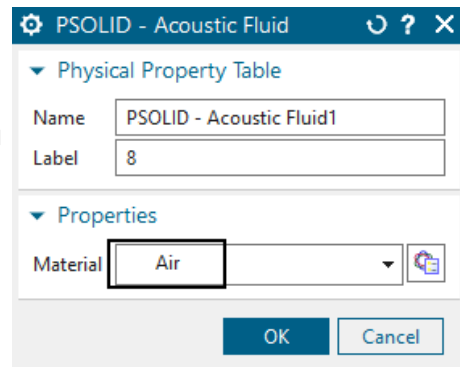 PSOLID - Acoustic Fluid ?
Physical Property Table
Name PSOLID - Acoustic Fluid1
Label 8
Properties
Material Air
OK Cancel